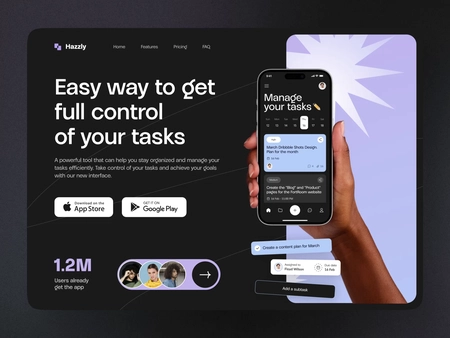 Hazzly
Home
Features
Pricing
FAQ
Easy way to get
full control
of your tasks
A powerful tool that can help you stay organized and manage your
tasks efficiently. Take control of your tasks and achieve your goals
with our new interface.
Download on the
App Store
GET IT ON
Google Play
1.2M
Users already
get the app
Manage
your tasks
March Dribbble Shots Design
Plan for the month
Create the "Blog" and "Product"
pages for the website
Create a content plan for March
Assigned to
Floyd Wilson
Due date
14 Feb
Add a subtask